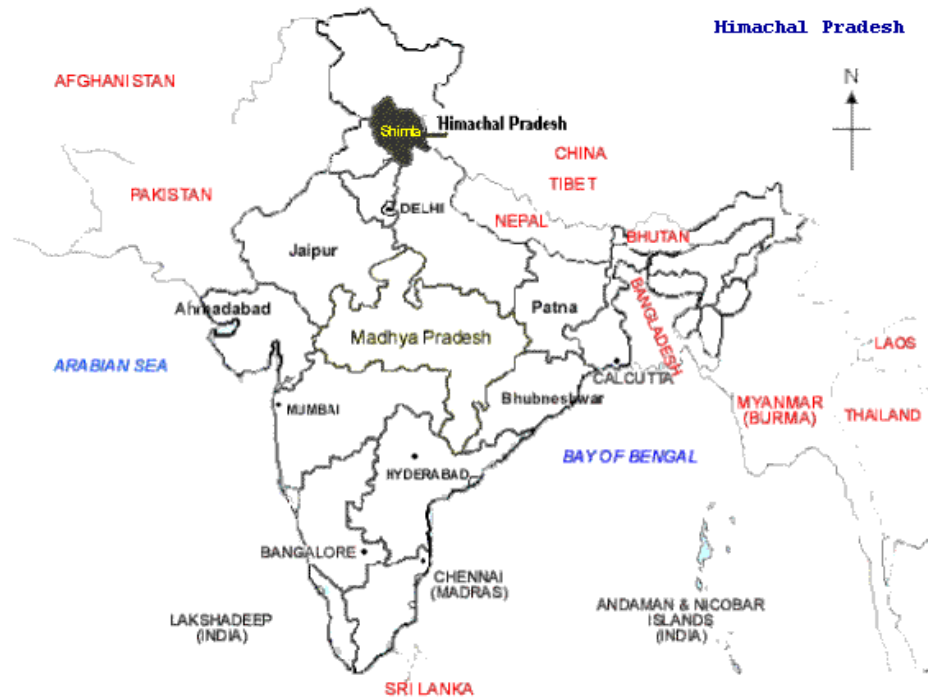 Himachal Pradesh
N
AFGHANISTAN
Shimla
Himachal Pradesh
CHINA
TIBET
PAKISTAN
DELHI
NEPAL
BHUTAN
Jaipur
BANGLADESH
Ahmadabad
Patna
Madhya Pradesh
LAOS
ARABIAN SEA
CALCUTTA
Bhubneshwar
MUMBAI
MYANMAR
(BURMA)
THAILAND
BAY OF BENGAL
HYDERABAD
BANGALORE
CHENNAI
(MADRAS)
LAKSHADEEP
(INDIA)
ANDAMAN & NICOBAR
ISLANDS
(INDIA)
SRI LANKA